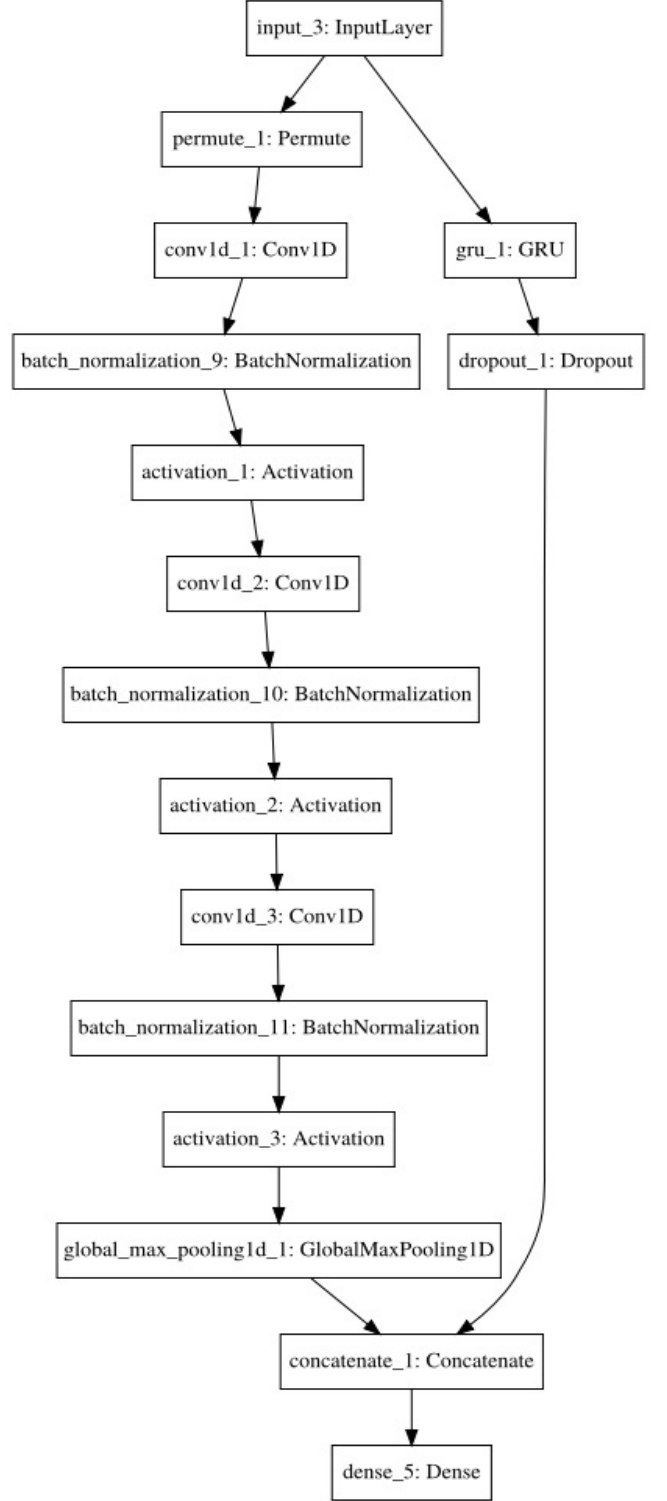 input_3: InputLayer
permute_1: Permute
conv1d_1: Conv1D
gru_1: GRU
batch_normalization_9: BatchNormalization
dropout_1: Dropout
activation_1: Activation
conv1d_2: Conv1D
batch_normalization_10: BatchNormalization
activation_2: Activation
conv1d_3: Conv1D
batch_normalization_11: BatchNormalization
activation_3: Activation
global_max_pooling1d_1: GlobalMaxPooling1D
concatenate_1: Concatenate
dense_5: Dense